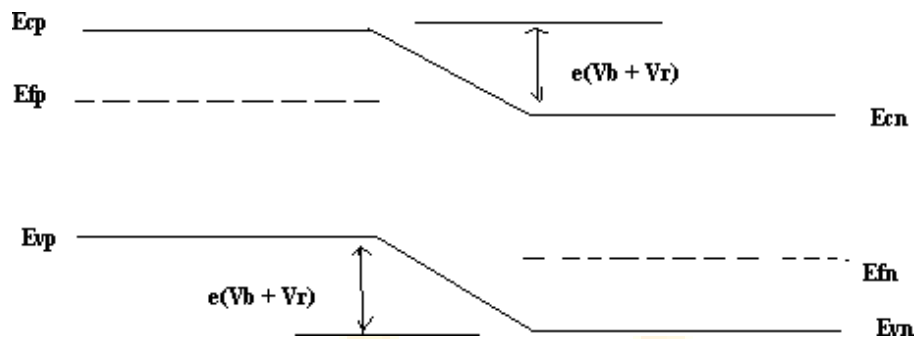 Ecp
e(Vb + Vr)
Efp
Ecn
Evp
Efn
e(Vb + Vr)
Evn